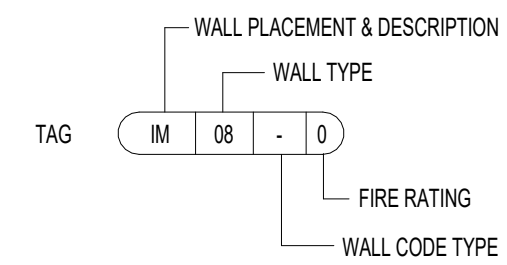 WALL PLACEMENT & DESCRIPTION
WALL TYPE
TAG IM 08 - 0
FIRE RATING
WALL CODE TYPE